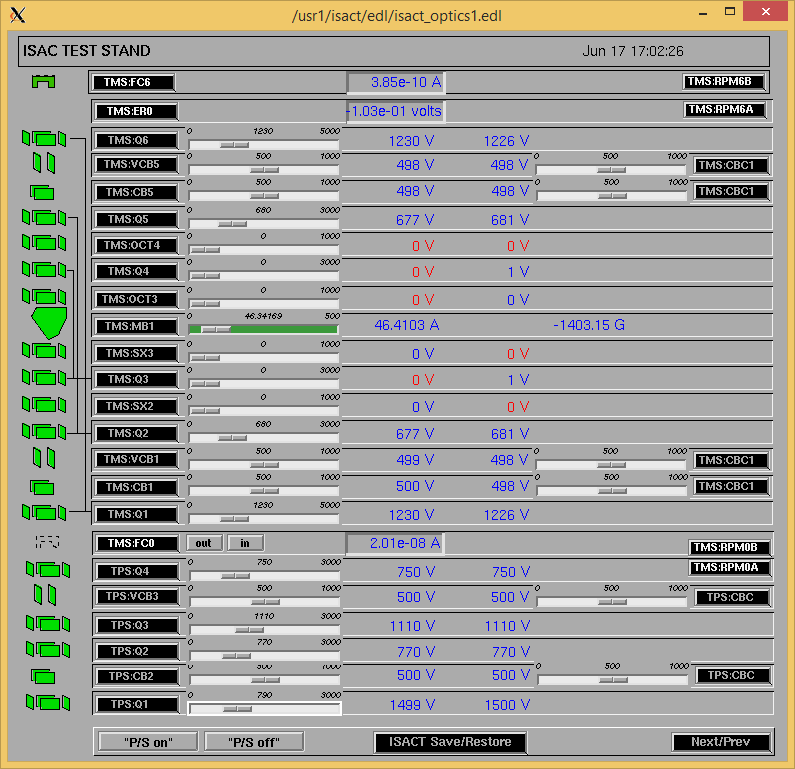 /usr1/isact/edl/isact_optics1.edl
ISAC TEST STAND Jun 17 17:02:26
TMS:FC6 3.85e-10 A TMS:RPM6B
TMS:ER0 -1.03e-01 volts TMS:RPM6A
TMS:Q6 0 1230 5000 1230 V 1226 V
TMS:VCB5 0 500 1000 498 V 498 V 0 500 1000 TMS:CBC1
TMS:CB5 0 500 1000 498 V 498 V 0 500 1000 TMS:CBC1
TMS:Q5 0 680 3000 677 V 681 V
TMS:OCT4 0 0 1000 0 V 0 V
TMS:Q4 0 0 3000 0 V 1 V
TMS:OCT3 0 0 1000 0 V 0 V
TMS:MB1 0 46.34169 500 46.4103 A -1403.15 G
TMS:SX3 0 0 1000 0 V 0 V
TMS:Q3 0 0 3000 0 V 1 V
TMS:SX2 0 0 1000 0 V 0 V
TMS:Q2 0 680 3000 677 V 681 V
TMS:VCB1 0 500 1000 499 V 498 V 0 500 1000 TMS:CBC1
TMS:CB1 0 500 1000 500 V 498 V 0 500 1000 TMS:CBC1
TMS:Q1 0 1230 5000 1230 V 1226 V
TMS:FC0 out in 2.01e-08 A TMS:RPM0B
TMS:RPM0A
TPS:Q4 0 750 3000 750 V 750 V
TPS:VCB3 0 500 1000 500 V 500 V 0 500 1000 TPS:CBC
TPS:Q3 0 1110 3000 1110 V 1110 V
TPS:Q2 0 770 3000 770 V 770 V
TPS:CB2 0 500 1000 500 V 500 V 0 500 1000 TPS:CBC
TPS:Q1 0 790 3000 1499 V 1500 V
"P/S on" "P/S off" ISACT Save/Restore Next/Prev